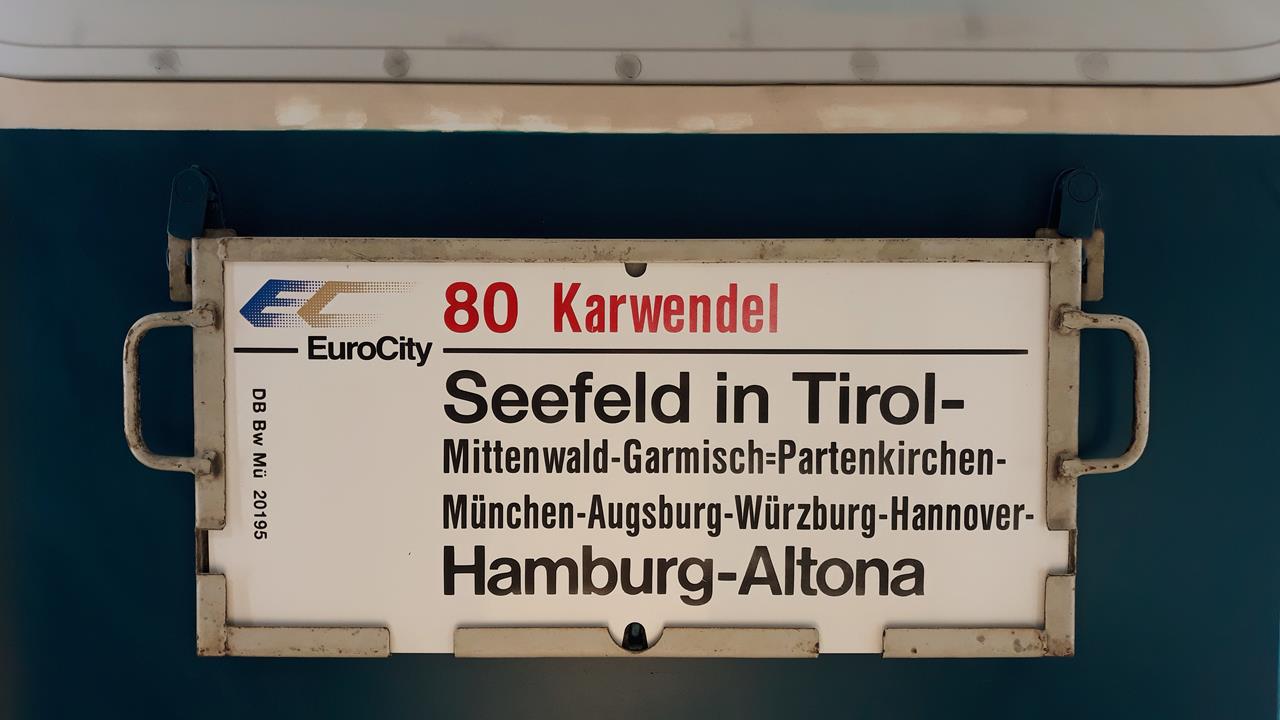 EC
80 Karwendel
EuroCity
Seefeld in Tirol-
Mittenwald-Garmisch=Partenkirchen-
München-Augsburg-Würzburg-Hannover-
Hamburg-Altona
DB Bw Mü 20195